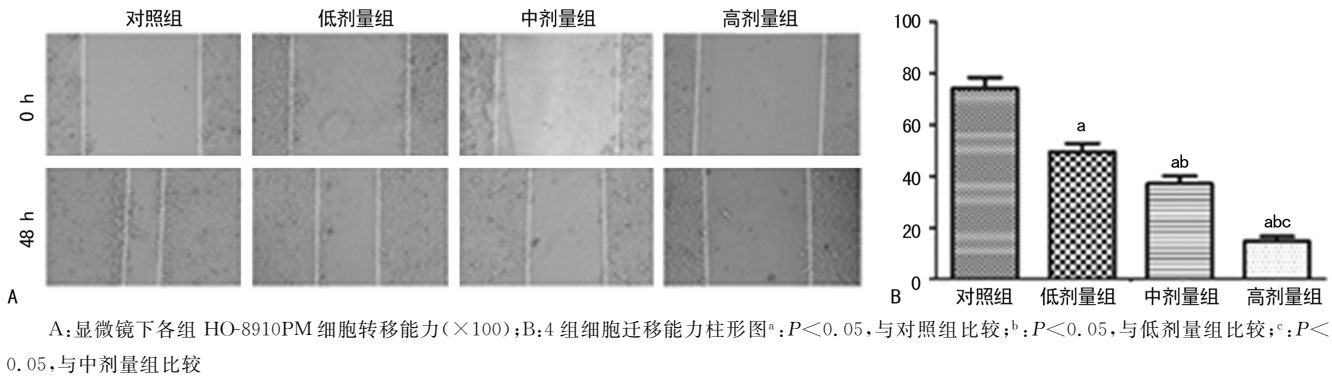 对照组 低剂量组 中剂量组 高剂量组
0 h
48 h
A
100
80
60
40
20
0
a
ab
abc
对照组 低剂量组 中剂量组 高剂量组
B
A:显微镜下各组 HO-8910PM 细胞转移能力(×100);B:4 组细胞迁移能力柱形图ᵃ:P<0.05,与对照组比较;ᵇ:P<0.05,与低剂量组比较;ᶜ:P<
0.05,与中剂量组比较